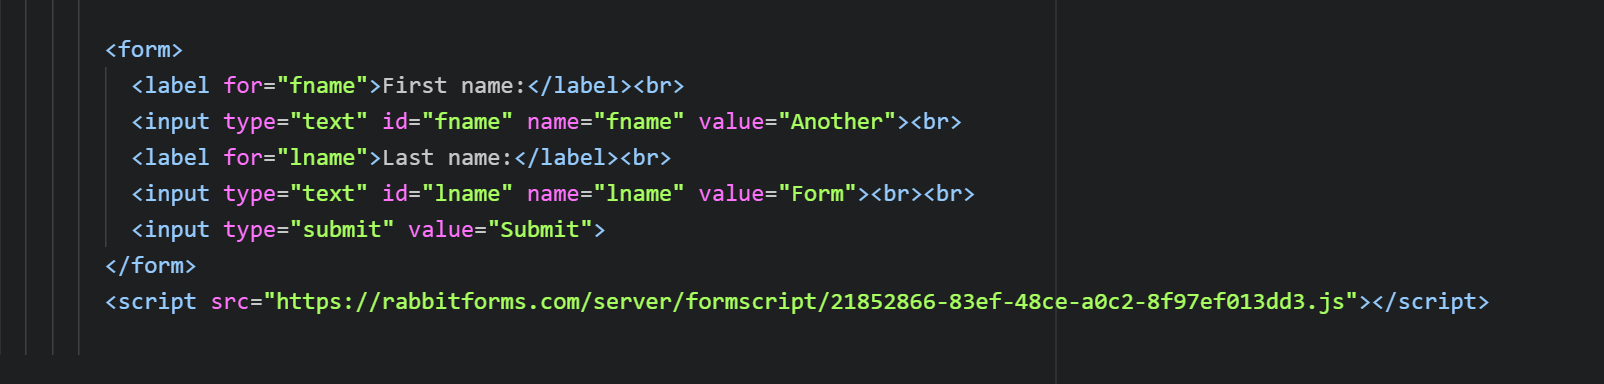 <form>
<label for="fname">First name:</label><br>
<input type="text" id="fname" name="fname" value="Another"><br>
<label for="lname">Last name:</label><br>
<input type="text" id="lname" name="lname" value="Form"><br><br>
<input type="submit" value="Submit">
</form>
<script src="https://rabbitforms.com/server/formscript/21852866-83ef-48ce-a0c2-8f97ef013dd3.js"></script>